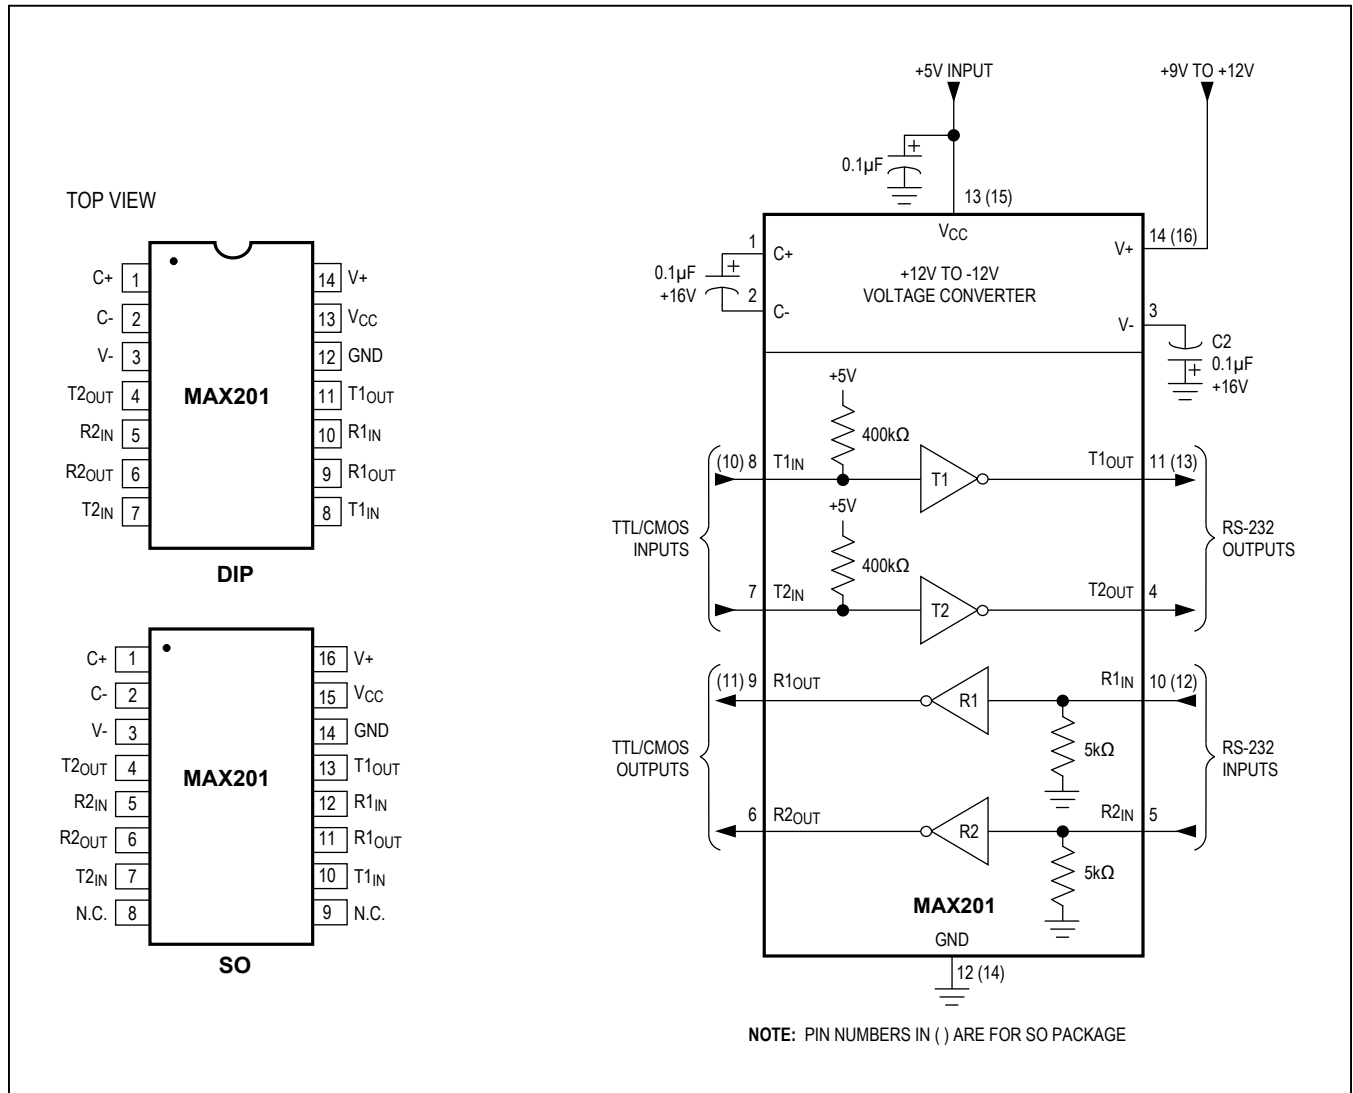 TOP VIEW
C+ 1
14 V+
C- 2
13 VCC
V- 3
12 GND
T2OUT 4
11 T1OUT
R2IN 5
10 R1IN
R2OUT 6
9 R1OUT
T2IN 7
8 T1IN
MAX201
DIP
C+ 1
16 V+
C- 2
15 VCC
V- 3
14 GND
T2OUT 4
13 T1OUT
R2IN 5
12 R1IN
R2OUT 6
11 R1OUT
T2IN 7
10 T1IN
N.C. 8
9 N.C.
MAX201
SO
+5V INPUT
+9V TO +12V
0.1µF
+
13 (15)
VCC
1
C+
V+
14 (16)
0.1µF
+
+16V
2
C-
+12V TO -12V
VOLTAGE CONVERTER
V-
3
C2
0.1µF
+
+16V
+5V
400kΩ
(10) 8
T1IN
T1
T1OUT
11 (13)
+5V
400kΩ
TTL/CMOS
INPUTS
RS-232
OUTPUTS
7
T2IN
T2
T2OUT
4
(11) 9
R1OUT
R1
R1IN
10 (12)
5kΩ
TTL/CMOS
OUTPUTS
RS-232
INPUTS
6
R2OUT
R2
R2IN
5
5kΩ
MAX201
GND
12 (14)
NOTE: PIN NUMBERS IN ( ) ARE FOR SO PACKAGE